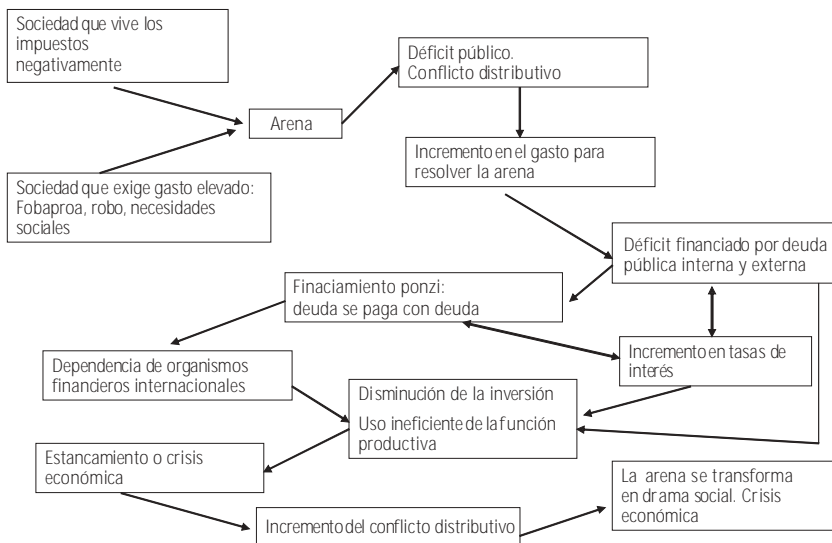 Sociedad que vive los
impuestos
negativamente
Déficit público.
Conflicto distributivo
Arena
Incremento en el gasto para
resolver la arena
Sociedad que exige gasto elevado:
Fobaproa, robo, necesidades
sociales
Déficit financiado por deuda
pública interna y externa
Finaciamiento ponzi:
deuda se paga con deuda
Incremento en tasas de
interés
Dependencia de organismos
financieros internacionales
Disminución de la inversión
Uso ineficiente de la función
productiva
Estancamiento o crisis
económica
La arena se transforma
en drama social. Crisis
económica
Incremento del conflicto distributivo